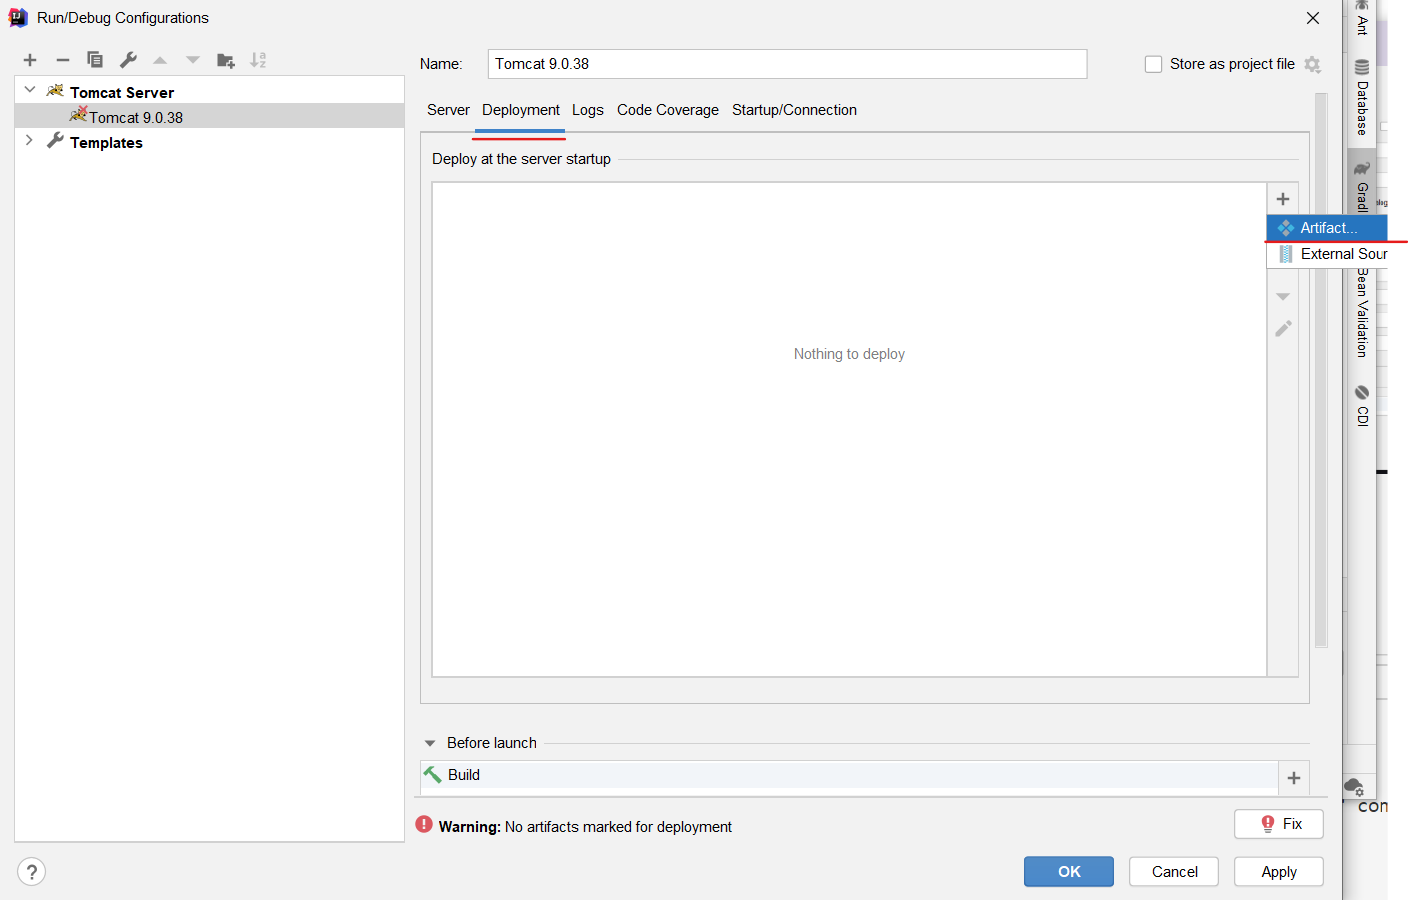 Run/Debug Configurations
Tomcat Server
Tomcat 9.0.38
Templates
Name:
Tomcat 9.0.38
Store as project file
Server
Deployment
Logs
Code Coverage
Startup/Connection
Deploy at the server startup
Nothing to deploy
Artifact...
External Sour
Before launch
Build
Warning: No artifacts marked for deployment
Fix
OK
Cancel
Apply
Ant
Database
Gradl
Bean Validation
CDI
con